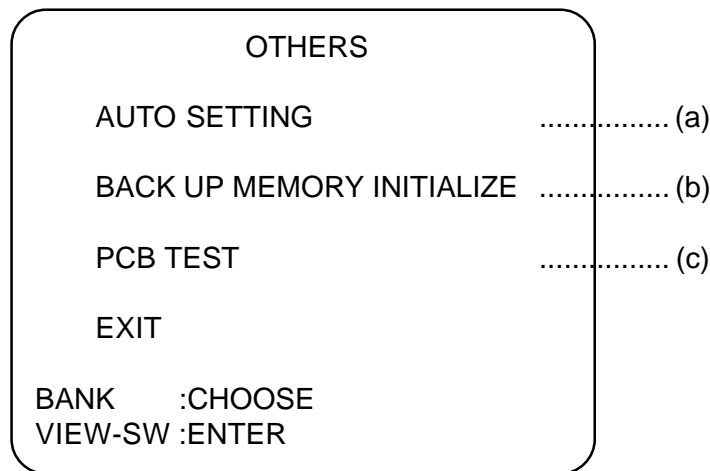 OTHERS
AUTO SETTING ................ (a)
BACK UP MEMORY INITIALIZE ................ (b)
PCB TEST ................ (c)
EXIT
BANK :CHOOSE
VIEW-SW :ENTER